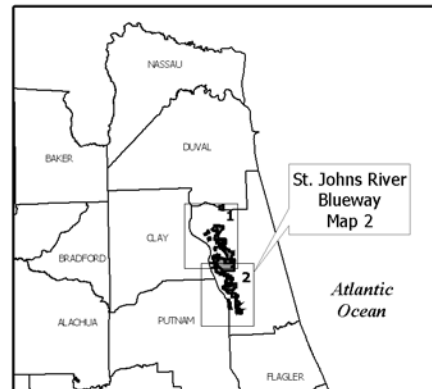 NASSAU
DUVAL
BAKER
St. Johns River
Blueway
Map 2
1
CLAY
BRADFORD
2
Atlantic
Ocean
ALACHUA
PUTNAM
FLAGLER